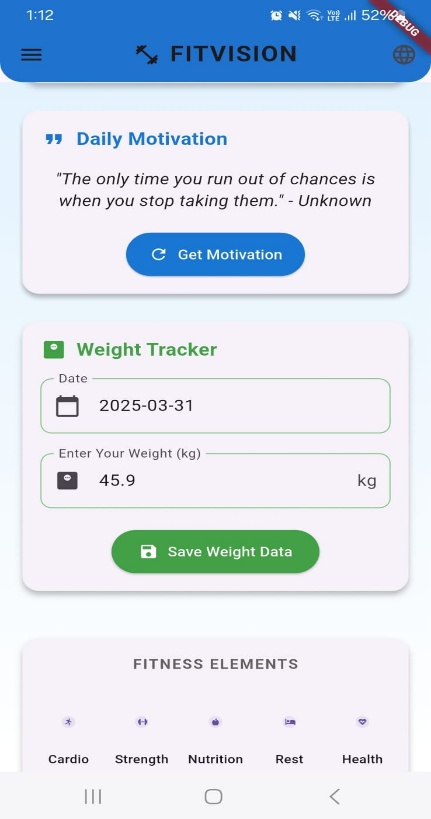 1:12
Vo)
LTE
52%
DEBUG
FITVISION
Daily Motivation
"The only time you run out of chances is
when you stop taking them." - Unknown
Get Motivation
Weight Tracker
Date
2025-03-31
Enter Your Weight (kg)
45.9 kg
Save Weight Data
FITNESS ELEMENTS
Cardio Strength Nutrition Rest Health